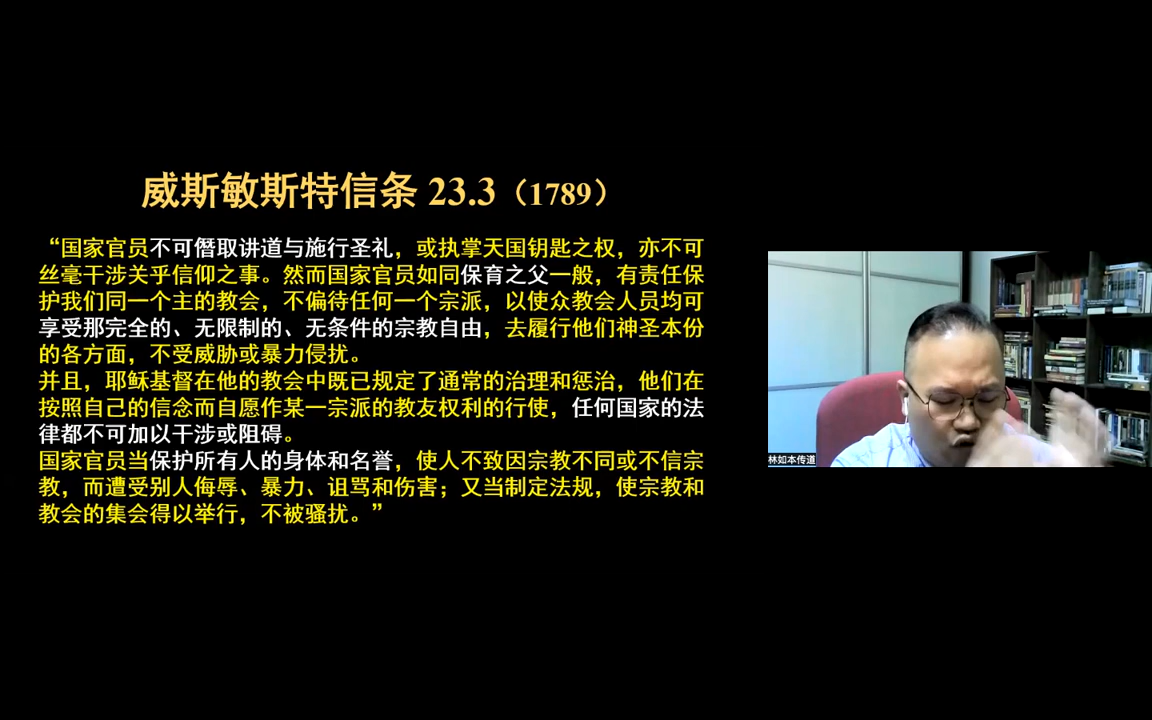 威斯敏斯特信条 23.3（1789）
“国家官员不可僭取讲道与施行圣礼，或执掌天国钥匙之权，亦不可
丝毫干涉关乎信仰之事。然而国家官员如同保育之父一般，有责任保
护我们同一个主的教会，不偏待任何一个宗派，以使众教会人员均可
享受那完全的、无限制的、无条件的宗教自由，去履行他们神圣本份
的各方面，不受威胁或暴力侵扰。
并且，耶稣基督在他的教会中既已规定了通常的治理和惩治，他们在
按照自己的信念而自愿作某一宗派的教友权利的行使，任何国家的法
律都不可加以干涉或阻碍。
国家官员当保护所有人的身体和名誉，使人不致因宗教不同或不信宗
教，而遭受别人侮辱、暴力、诅骂和伤害；又当制定法规，使宗教和
教会的集会得以举行，不被骚扰。”
林如本传道